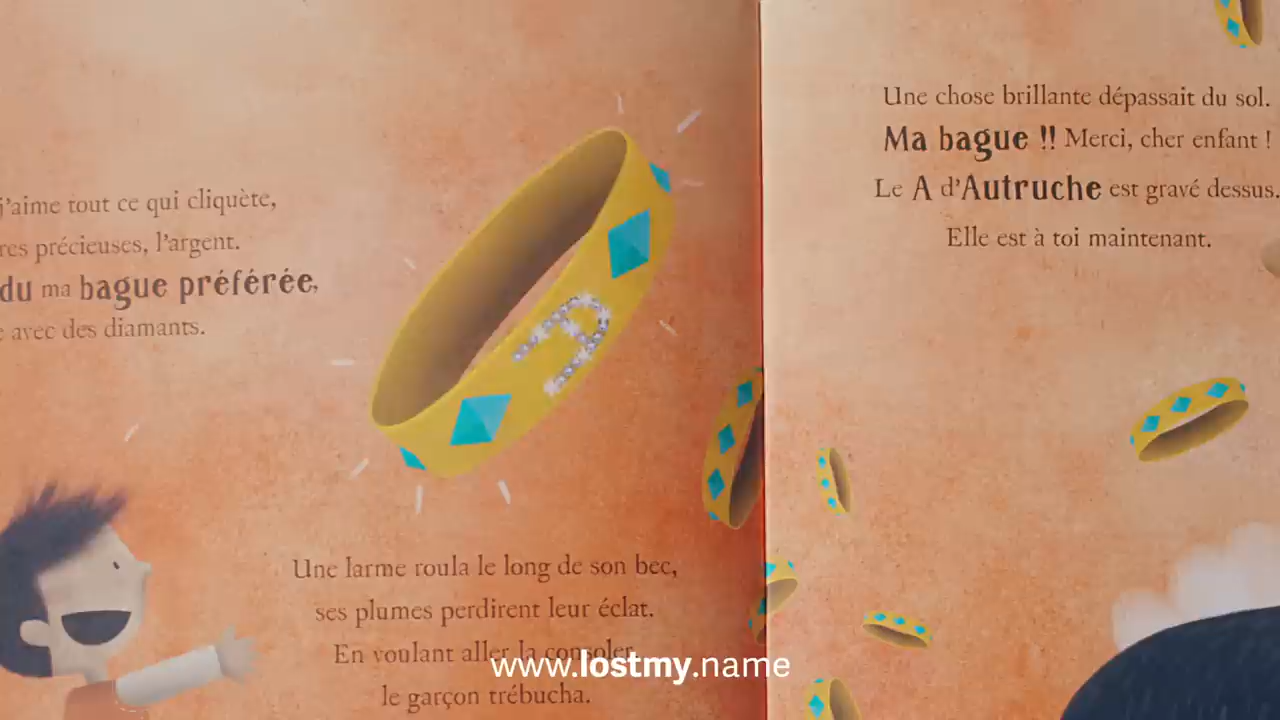 j'aime tout ce qui cliquète,
précieuses, l'argent.
ma bague préférée,
avec des diamants.
Une larme roula le long de son bec,
ses plumes perdirent leur éclat.
En voulant aller la consoler,
le garçon trébucha.
Une chose brillante dépassait du sol.
Ma bague !! Merci, cher enfant !
Le A d'Autruche est gravé dessus.
Elle est à toi maintenant.
A
www.lostmy.name